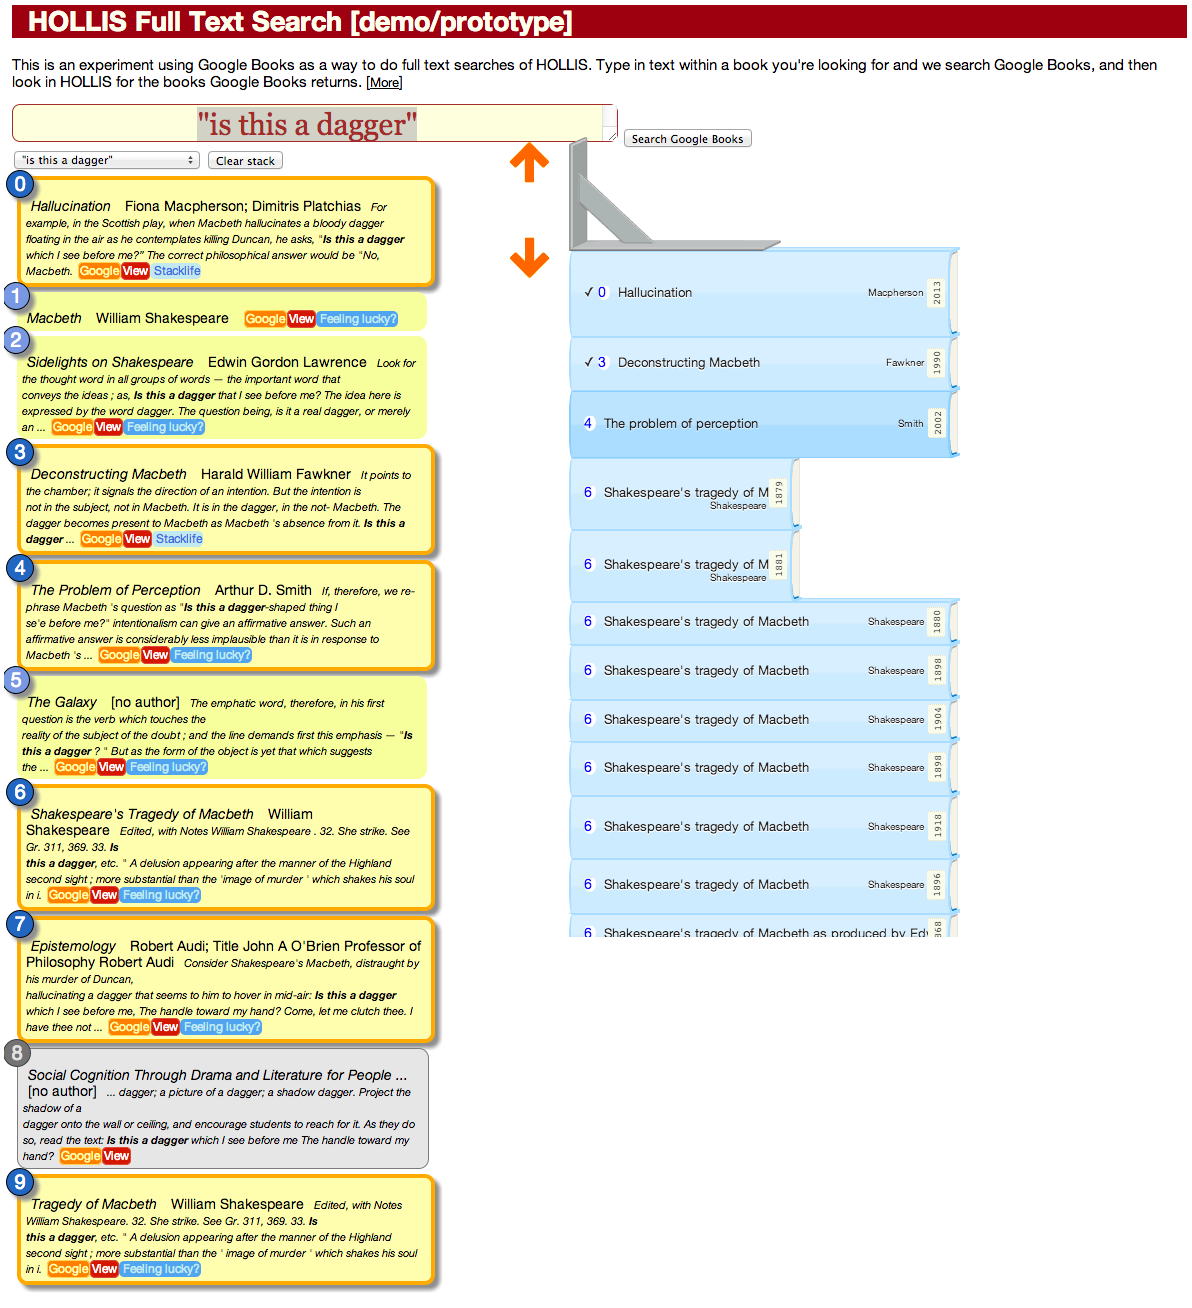 HOLLIS Full Text Search [demo/prototype]
This is an experiment using Google Books as a way to do full text searches of HOLLIS. Type in text within a book you're looking for and we search Google Books, and then
look in HOLLIS for the books Google Books returns. [More]
"is this a dagger"
Search Google Books
"is this a dagger"
Clear stack
0
Hallucination Fiona Macpherson; Dimitris Platchias For
example, in the Scottish play, when Macbeth hallucinates a bloody dagger
floating in the air as he contemplates killing Duncan, he asks, "Is this a dagger
which I see before me?" The correct philosophical answer would be "No,
Macbeth. Google View Stacklife
1
Macbeth William Shakespeare Google View Feeling lucky?
2
Sidelights on Shakespeare Edwin Gordon Lawrence Look for
the thought word in all groups of words — the important word that
conveys the ideas ; as, Is this a dagger that I see before me? The idea here is
expressed by the word dagger. The question being, is it a real dagger, or merely
an ... Google View Feeling lucky?
3
Deconstructing Macbeth Harald William Fawkner It points to
the chamber; it signals the direction of an intention. But the intention is
not in the subject, not in Macbeth. It is in the dagger, in the not- Macbeth. The
dagger becomes present to Macbeth as Macbeth 's absence from it. Is this a
dagger ... Google View Stacklife
4
The Problem of Perception Arthur D. Smith If, therefore, we re-
phrase Macbeth 's question as "Is this a dagger-shaped thing I
se'e before me?" intentionalism can give an affirmative answer. Such an
affirmative answer is considerably less implausible than it is in response to
Macbeth 's ... Google View Feeling lucky?
5
The Galaxy [no author] The emphatic word, therefore, in his first
question is the verb which touches the
reality of the subject of the doubt ; and the line demands first this emphasis — "Is
this a dagger ? " But as the form of the object is yet that which suggests
the ... Google View Feeling lucky?
6
Shakespeare's Tragedy of Macbeth William
Shakespeare Edited, with Notes William Shakespeare . 32. She strike. See
Gr. 311, 369. 33. Is
this a dagger, etc. " A delusion appearing after the manner of the Highland
second sight ; more substantial than the 'image of murder ' which shakes his soul
in i. Google View Feeling lucky?
7
Epistemology Robert Audi; Title John A O'Brien Professor of
Philosophy Robert Audi Consider Shakespeare's Macbeth, distraught by
his murder of Duncan,
hallucinating a dagger that seems to him to hover in mid-air: Is this a dagger
which I see before me, The handle toward my hand? Come, let me clutch thee. I
have thee not ... Google View Feeling lucky?
8
Social Cognition Through Drama and Literature for People ...
[no author] ... dagger; a picture of a dagger; a shadow dagger. Project the
shadow of a
dagger onto the wall or ceiling, and encourage students to reach for it. As they do
so, read the text: Is this a dagger which I see before me The handle toward my
hand? Google View
9
Tragedy of Macbeth William Shakespeare Edited, with Notes
William Shakespeare. 32. She strike. See Gr. 311, 369. 33. Is
this a dagger, etc. " A delusion appearing after the manner of the Highland
second sight ; more substantial than the ' image of murder ' which shakes his soul
in i. Google View Feeling lucky?
✓ 0 Hallucination Macpherson 2013
✓ 3 Deconstructing Macbeth Fawkner 1990
4 The problem of perception Smith 2002
6 Shakespeare's tragedy of M 1879
Shakespeare
6 Shakespeare's tragedy of M 1881
Shakespeare
6 Shakespeare's tragedy of Macbeth Shakespeare 1880
6 Shakespeare's tragedy of Macbeth Shakespeare 1898
6 Shakespeare's tragedy of Macbeth Shakespeare 1904
6 Shakespeare's tragedy of Macbeth Shakespeare 1898
6 Shakespeare's tragedy of Macbeth Shakespeare 1918
6 Shakespeare's tragedy of Macbeth Shakespeare 1896
6 Shakespeare's tragedy of Macbeth as produced by